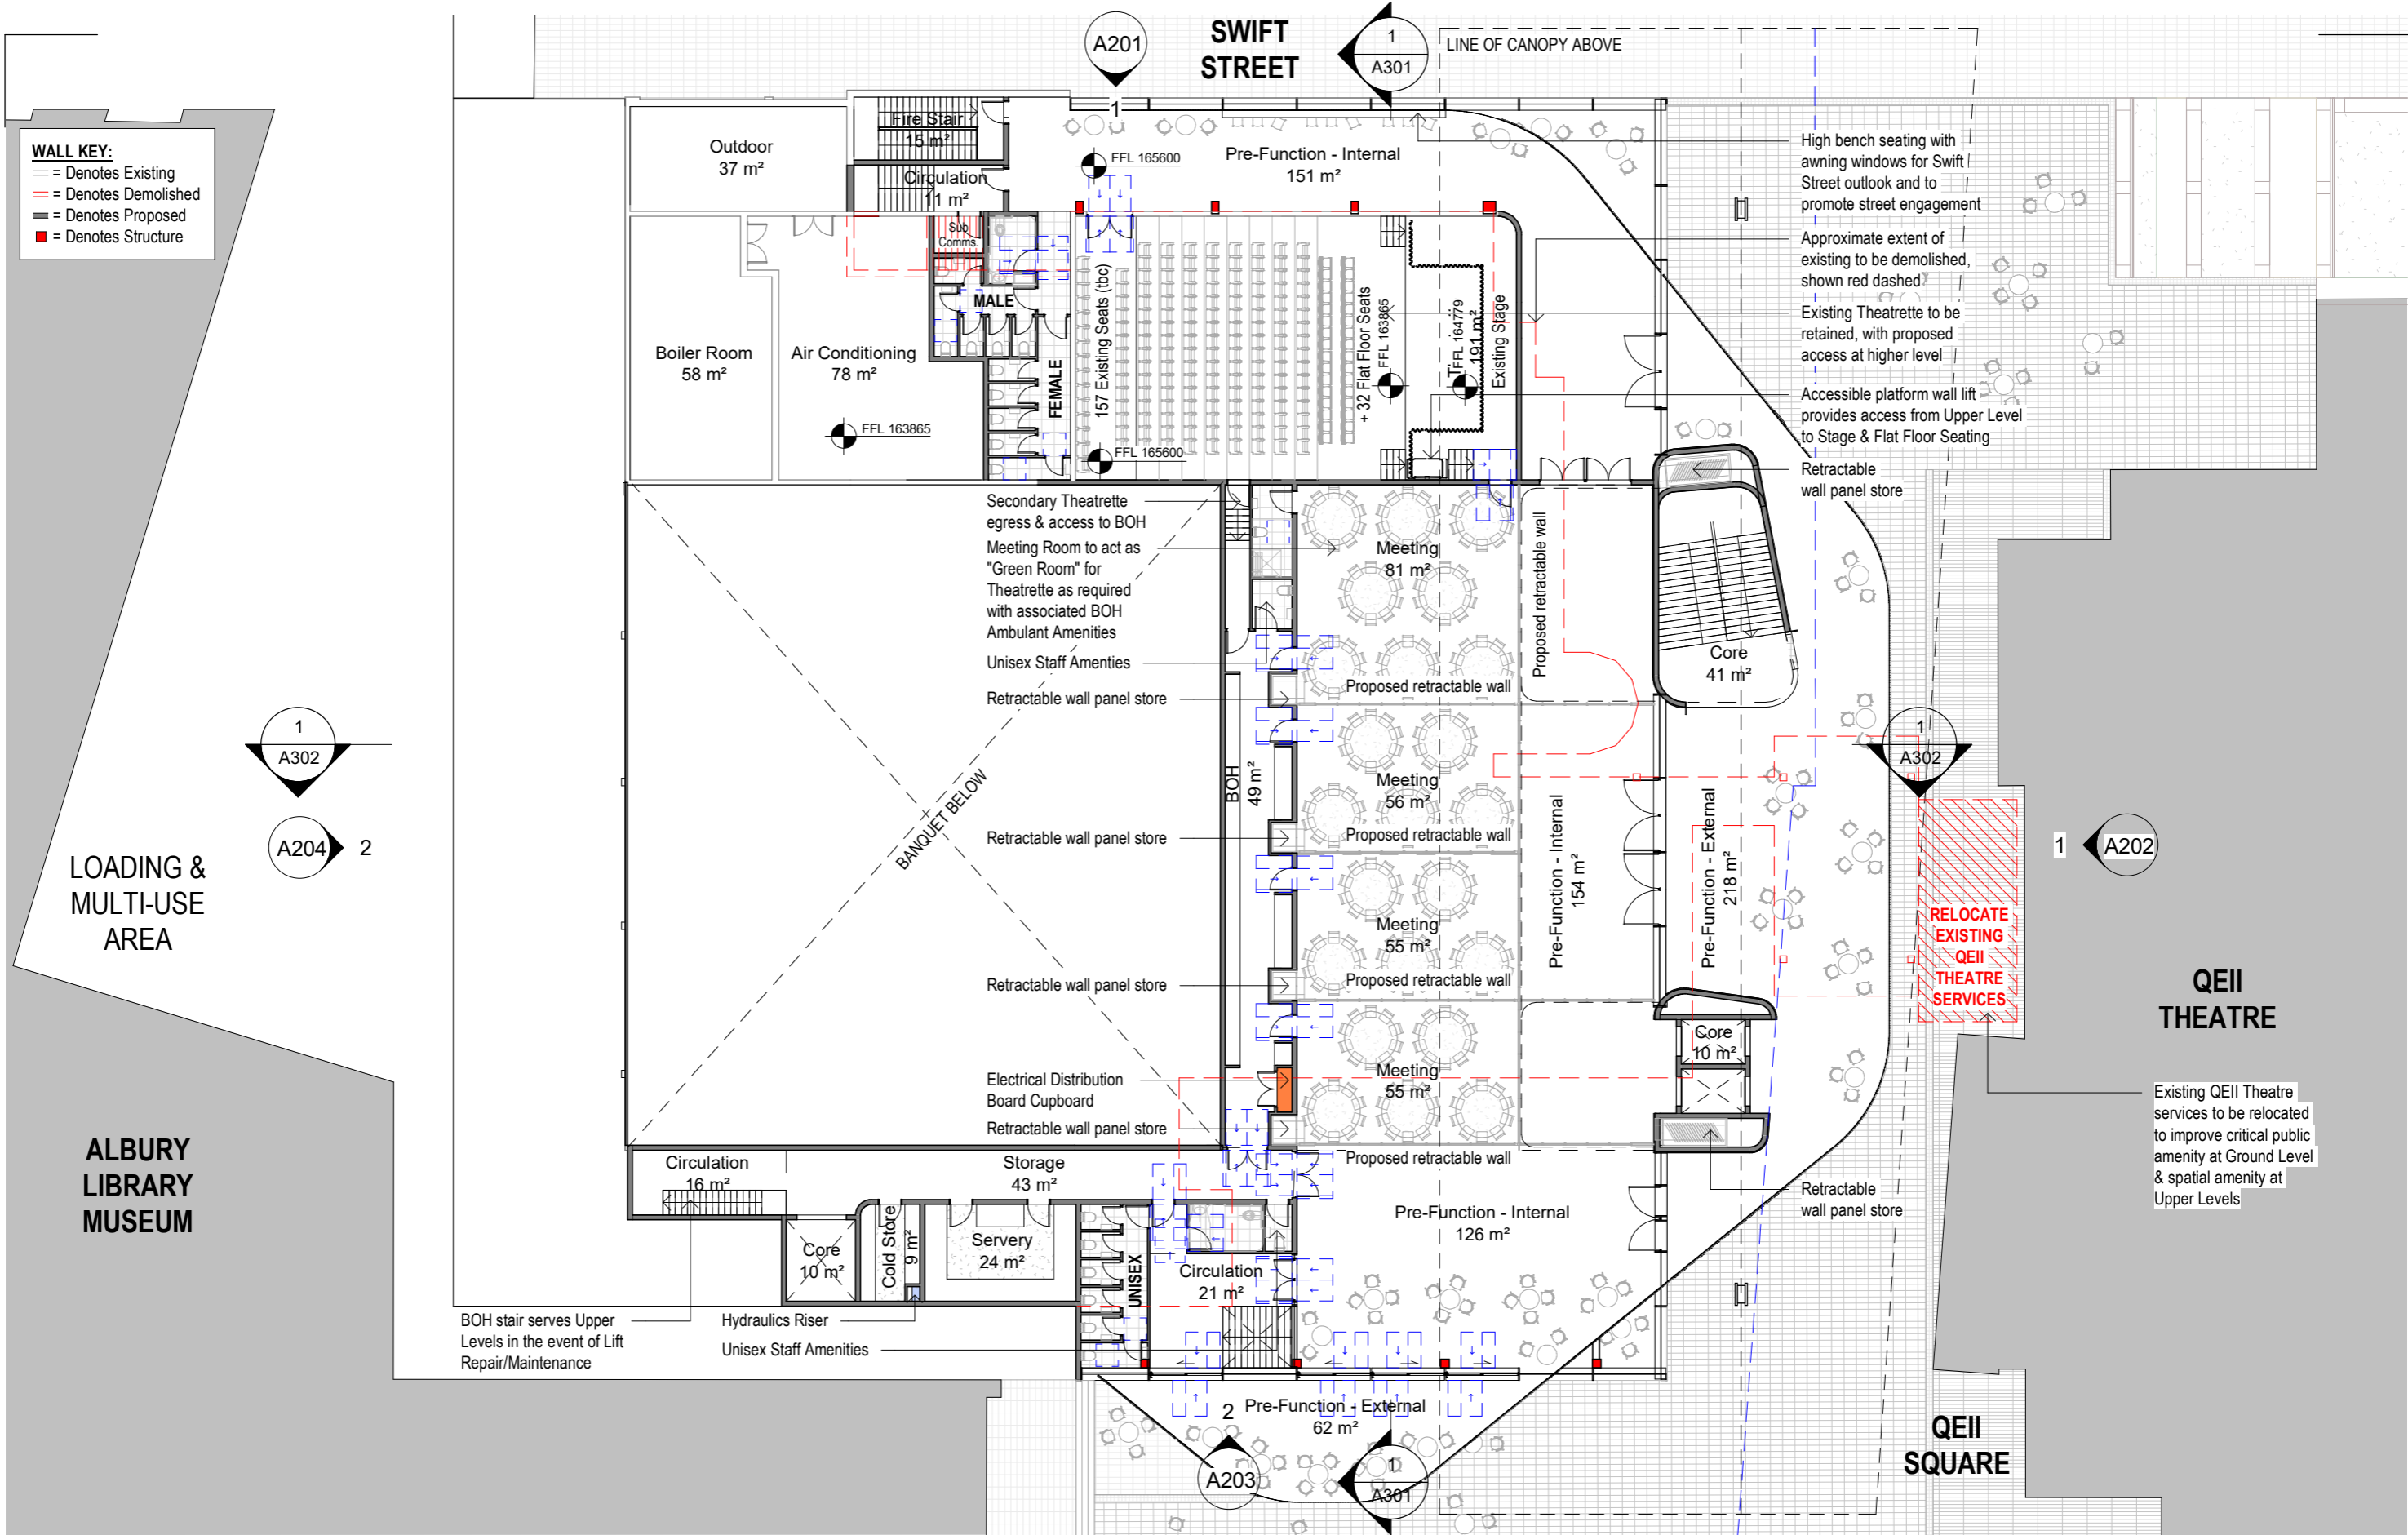 SWIFT
STREET
A201
1
1
A301
LINE OF CANOPY ABOVE
WALL KEY:
= Denotes Existing
= Denotes Demolished
= Denotes Proposed
= Denotes Structure
Outdoor
37 m²
Fire Stair
15 m²
Circulation
11 m²
FFL 165600
Pre-Function - Internal
151 m²
High bench seating with
awning windows for Swift
Street outlook and to
promote street engagement
Approximate extent of
existing to be demolished,
shown red dashed
Existing Theatrette to be
retained, with proposed
access at higher level
Accessible platform wall lift
provides access from Upper Level
to Stage & Flat Floor Seating
Retractable
wall panel store
Sub
Comms.
MALE
FEMALE
Boiler Room
58 m²
Air Conditioning
78 m²
FFL 163865
157 Existing Seats (tbc)
FFL 165600
+ 32 Flat Floor Seats
FFL 163865
FFL 164779
191 m²
Existing Stage
Secondary Theatrette
egress & access to BOH
Meeting Room to act as
"Green Room" for
Theatrette as required
with associated BOH
Ambulant Amenities
Unisex Staff Amenties
Retractable wall panel store
Retractable wall panel store
Retractable wall panel store
Electrical Distribution
Board Cupboard
Retractable wall panel store
BANQUET BELOW
BOH
49 m²
Meeting
81 m²
Proposed retractable wall
Proposed retractable wall
Meeting
56 m²
Proposed retractable wall
Meeting
55 m²
Proposed retractable wall
Meeting
55 m²
Proposed retractable wall
Pre-Function - Internal
154 m²
Pre-Function - External
218 m²
Core
41 m²
Core
10 m²
1
A302
A204
2
LOADING &
MULTI-USE
AREA
ALBURY
LIBRARY
MUSEUM
1
A302
1
A202
RELOCATE
EXISTING
QEII
THEATRE
SERVICES
QEII
THEATRE
Existing QEII Theatre
services to be relocated
to improve critical public
amenity at Ground Level
& spatial amenity at
Upper Levels
Retractable
wall panel store
Circulation
16 m²
Storage
43 m²
Core
10 m²
Cold Store
9 m²
Servery
24 m²
UNISEX
Circulation
21 m²
Pre-Function - Internal
126 m²
BOH stair serves Upper
Levels in the event of Lift
Repair/Maintenance
Hydraulics Riser
Unisex Staff Amenities
2
Pre-Function - External
62 m²
A203
1
A301
QEII
SQUARE